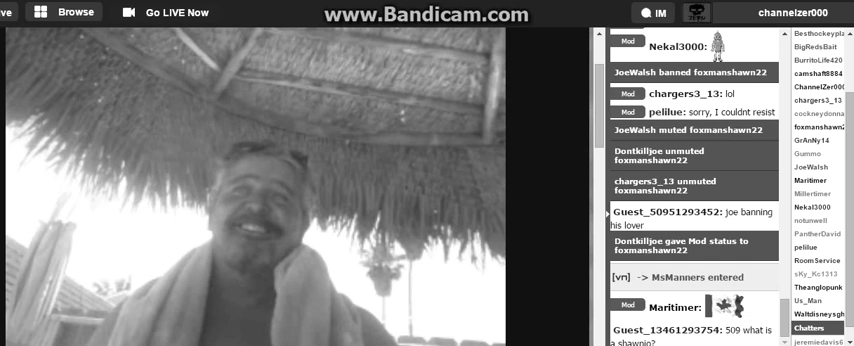 www.Bandicam.com
ve
Browse
Go LIVE Now
IM
channelzer000
Mod Nekal3000:
JoeWalsh banned foxmanshawn22
Mod chargers3_13: lol
Mod pelilue: sorry, I couldnt resist
JoeWalsh muted foxmanshawn22
Dontkilljoe unmuted
foxmanshawn22
chargers3_13 unmuted
foxmanshawn22
Guest_50951293452: joe banning
his lover
Dontkilljoe gave Mod status to
foxmanshawn22
[vn] -> MsManners entered
Mod Maritimer:
Guest_13461293754: 509 what is
a shawnio?
Besthockeypla
BigRedsBait
BurritoLife420
camshaft8884
ChannelZer00
chargers3_13
cockneydonna
foxmanshawn2
GrAnNy14
Gummo
JoeWalsh
Maritimer
Millertimer
Nekal3000
notunwell
PantherDavid
pelilue
RoomService
sKy_Kc1313
Theanglopunk
Us_Man
Waltdisneysgh
Chatters
jeremiedavis6